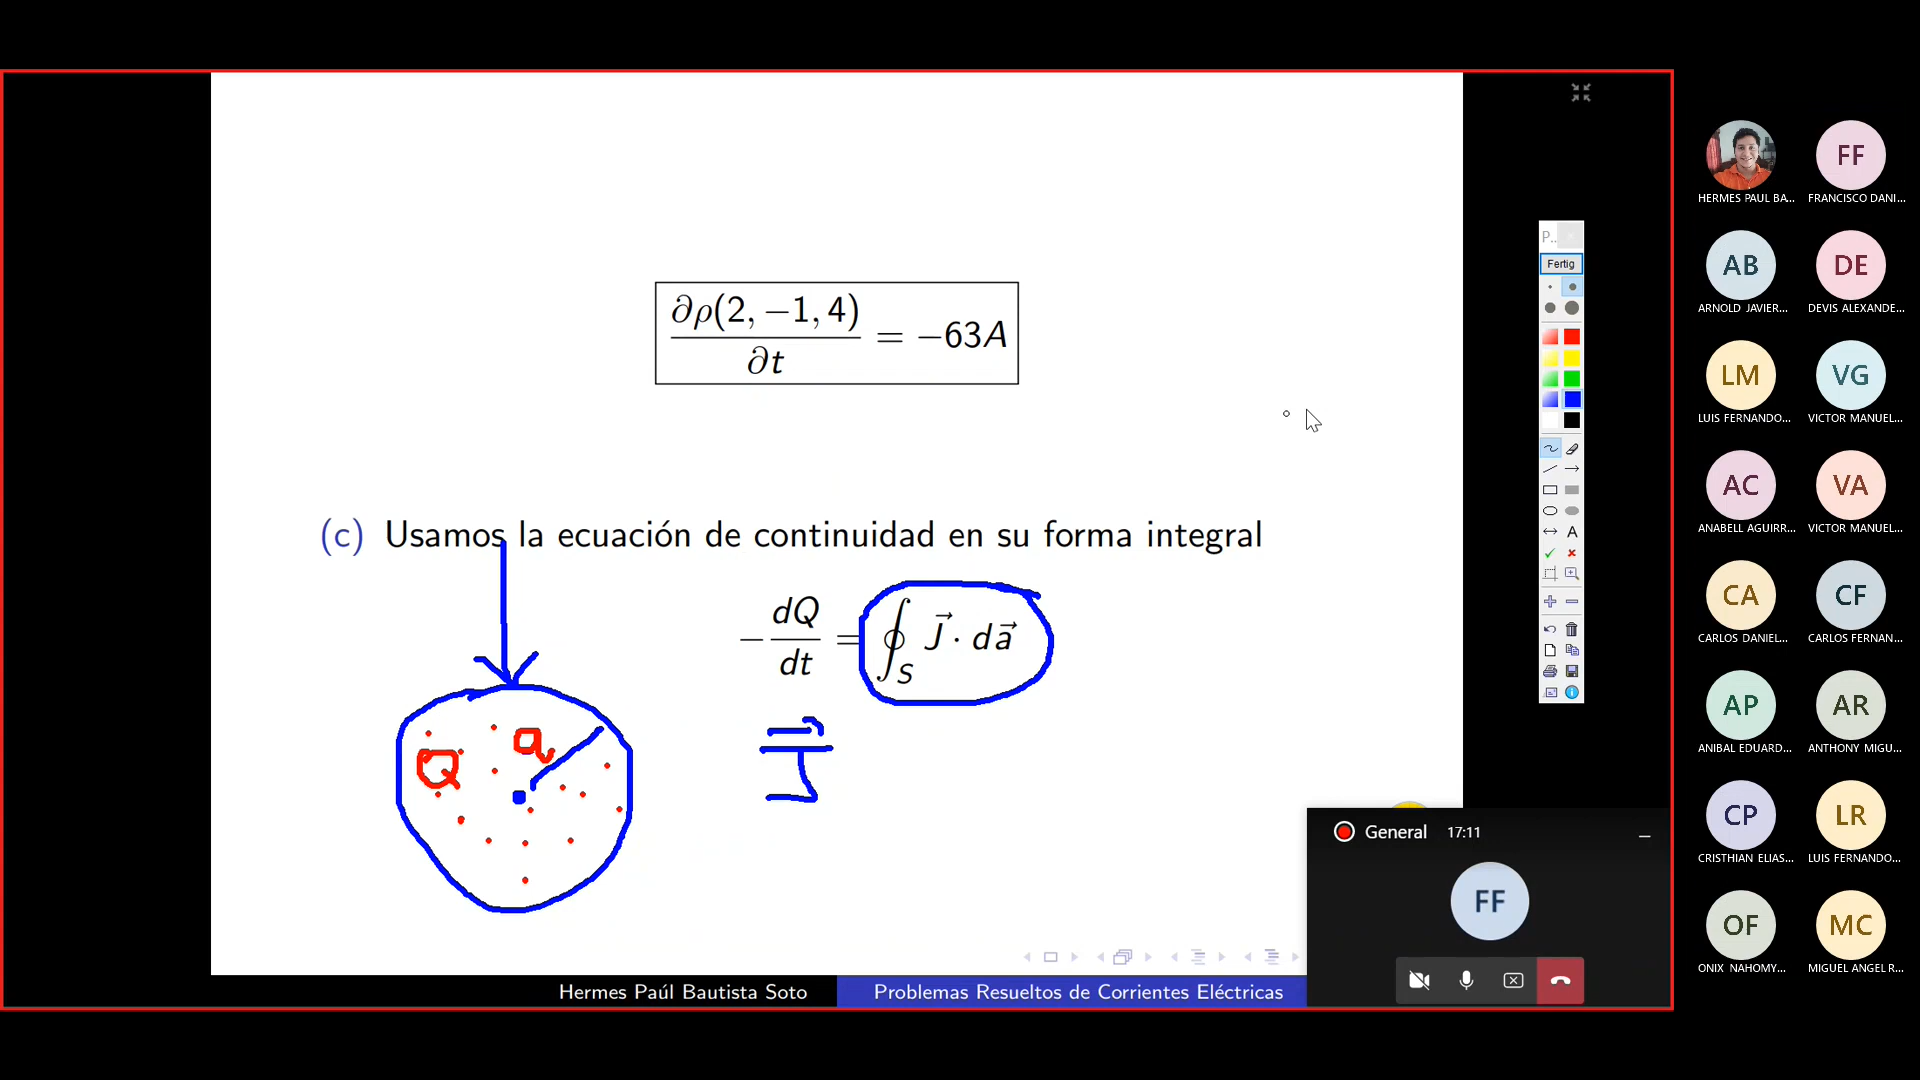 ∂ρ(2, −1, 4)
∂t
= −63A
(c) Usamos la ecuación de continuidad en su forma integral
− dQ
dt
= ∮S J⃗ · da⃗
Q
a
Hermes Paúl Bautista Soto
Problemas Resueltos de Corrientes Eléctricas
P..
Fertig
A
General 17:11
FF
HERMES PAUL BA...
FF
FRANCISCO DANI...
AB
ARNOLD JAVIER...
DE
DEVIS ALEXANDE...
LM
LUIS FERNANDO...
VG
VICTOR MANUEL...
AC
ANABELL AGUIRR...
VA
VICTOR MANUEL...
CA
CARLOS DANIEL...
CF
CARLOS FERNAN...
AP
ANIBAL EDUARD...
AR
ANTHONY MIGU...
CP
CRISTHIAN ELIAS...
LR
LUIS FERNANDO...
OF
ONIX NAHOMY...
MC
MIGUEL ANGEL R...